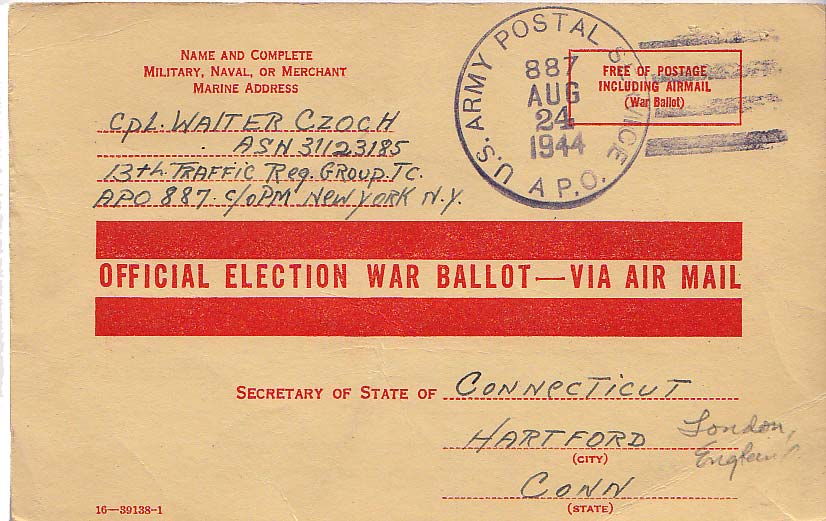 NAME AND COMPLETE
MILITARY, NAVAL, OR MERCHANT
MARINE ADDRESS
CPL. WALTER CZOCH
ASN 31123185
13th. TRAFFIC Reg. GROUP. TC.
APO 887. c/o PM New York N.Y.
U.S. ARMY POSTAL SERVICE
887
AUG
24
1944
A.P.O.
FREE OF POSTAGE
INCLUDING AIRMAIL
(War Ballot)
OFFICIAL ELECTION WAR BALLOT—VIA AIR MAIL
SECRETARY OF STATE OF CONNECTICUT
HARTFORD
(CITY)
London,
England.
CONN
(STATE)
16—39138-1